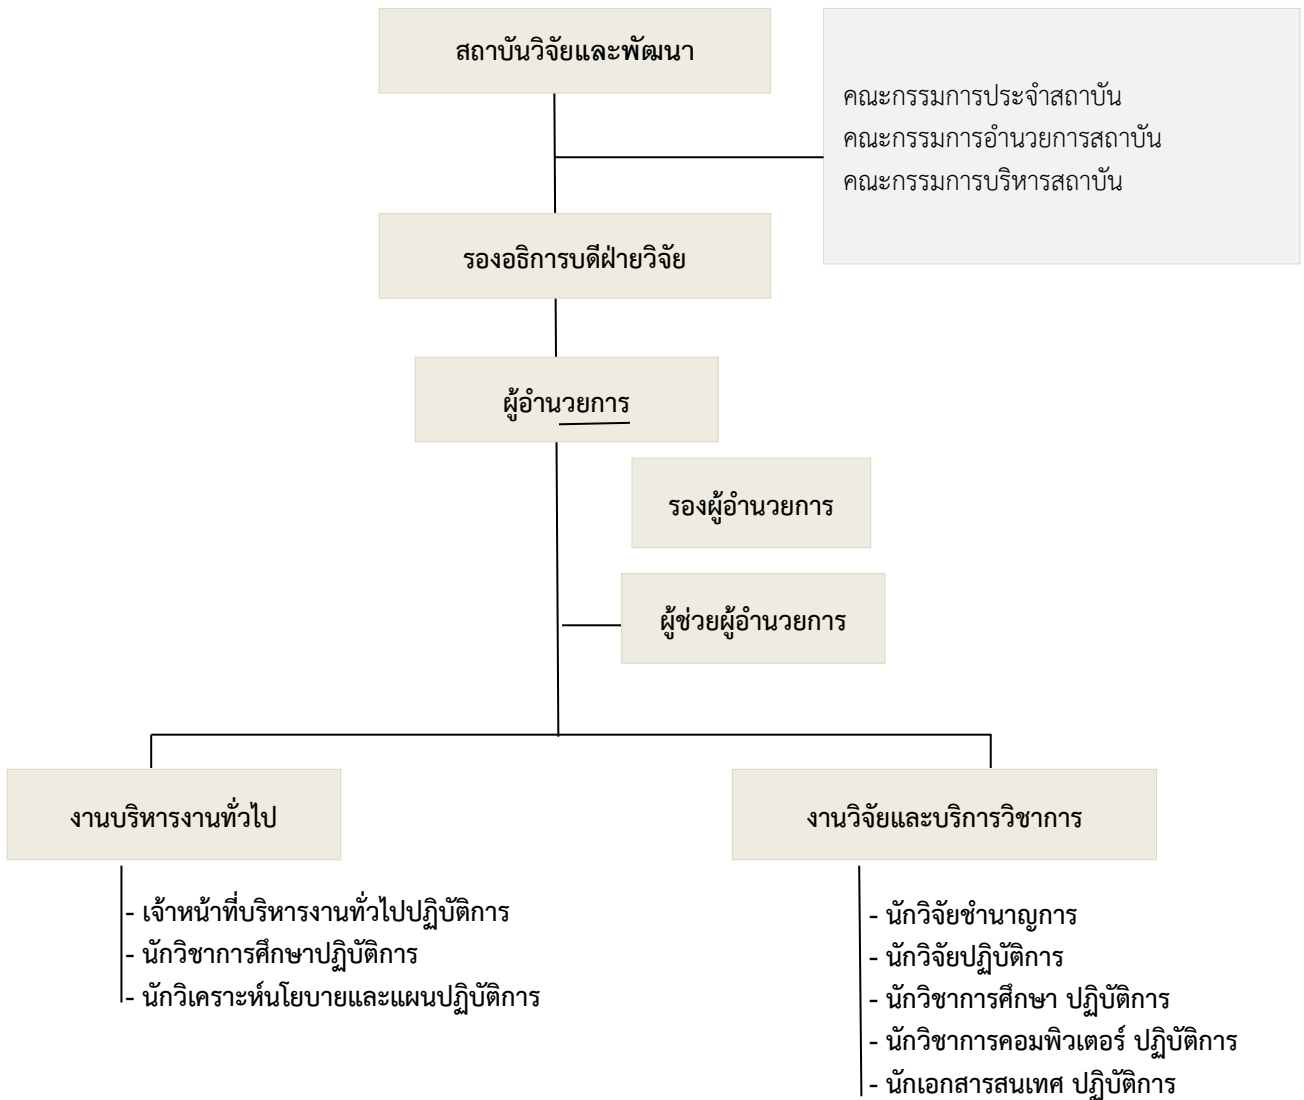 สถาบันวิจัยและพัฒนา
คณะกรรมการประจำสถาบัน
คณะกรรมการอำนวยการสถาบัน
คณะกรรมการบริหารสถาบัน
รองอธิการบดีฝ่ายวิจัย
ผู้อำนวยการ
รองผู้อำนวยการ
ผู้ช่วยผู้อำนวยการ
งานบริหารงานทั่วไป
- เจ้าหน้าที่บริหารงานทั่วไปปฏิบัติการ
- นักวิชาการศึกษาปฏิบัติการ
- นักวิเคราะห์นโยบายและแผนปฏิบัติการ
งานวิจัยและบริการวิชาการ
- นักวิจัยชำนาญการ
- นักวิจัยปฏิบัติการ
- นักวิชาการศึกษา ปฏิบัติการ
- นักวิชาการคอมพิวเตอร์ ปฏิบัติการ
- นักเอกสารสนเทศ ปฏิบัติการ